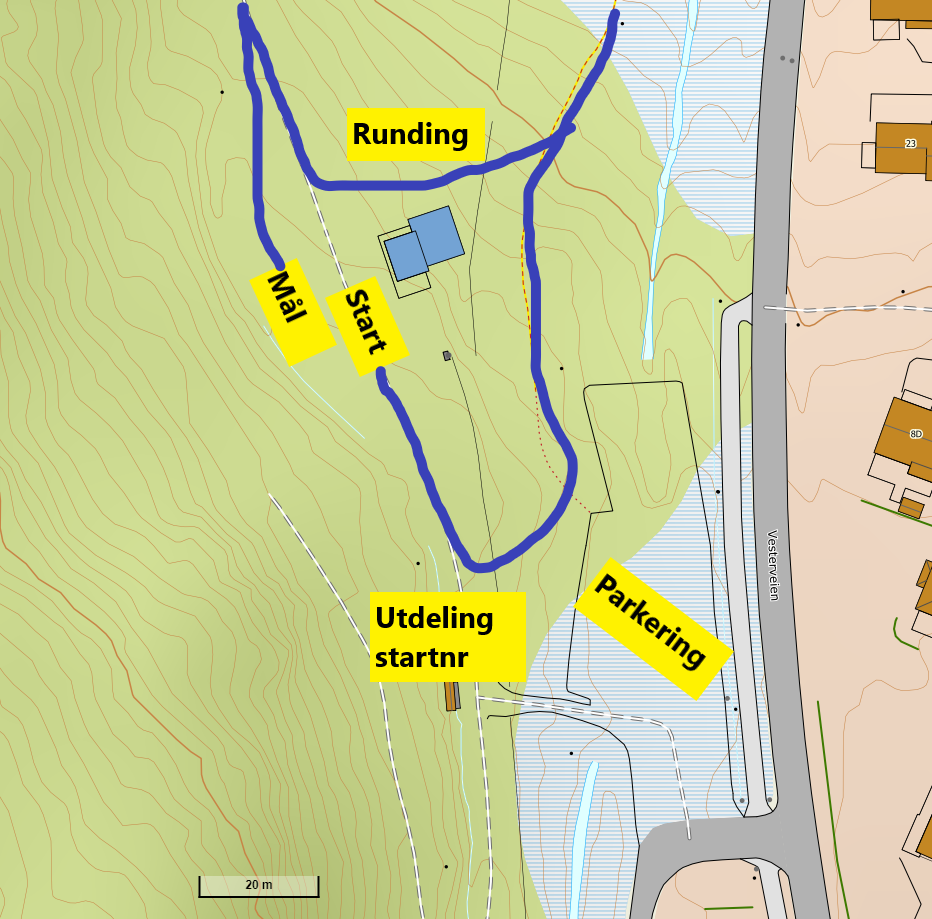 Runding
23
Mål
Start
8D
Vesterveien
Parkering
Utdeling
startnr
20 m